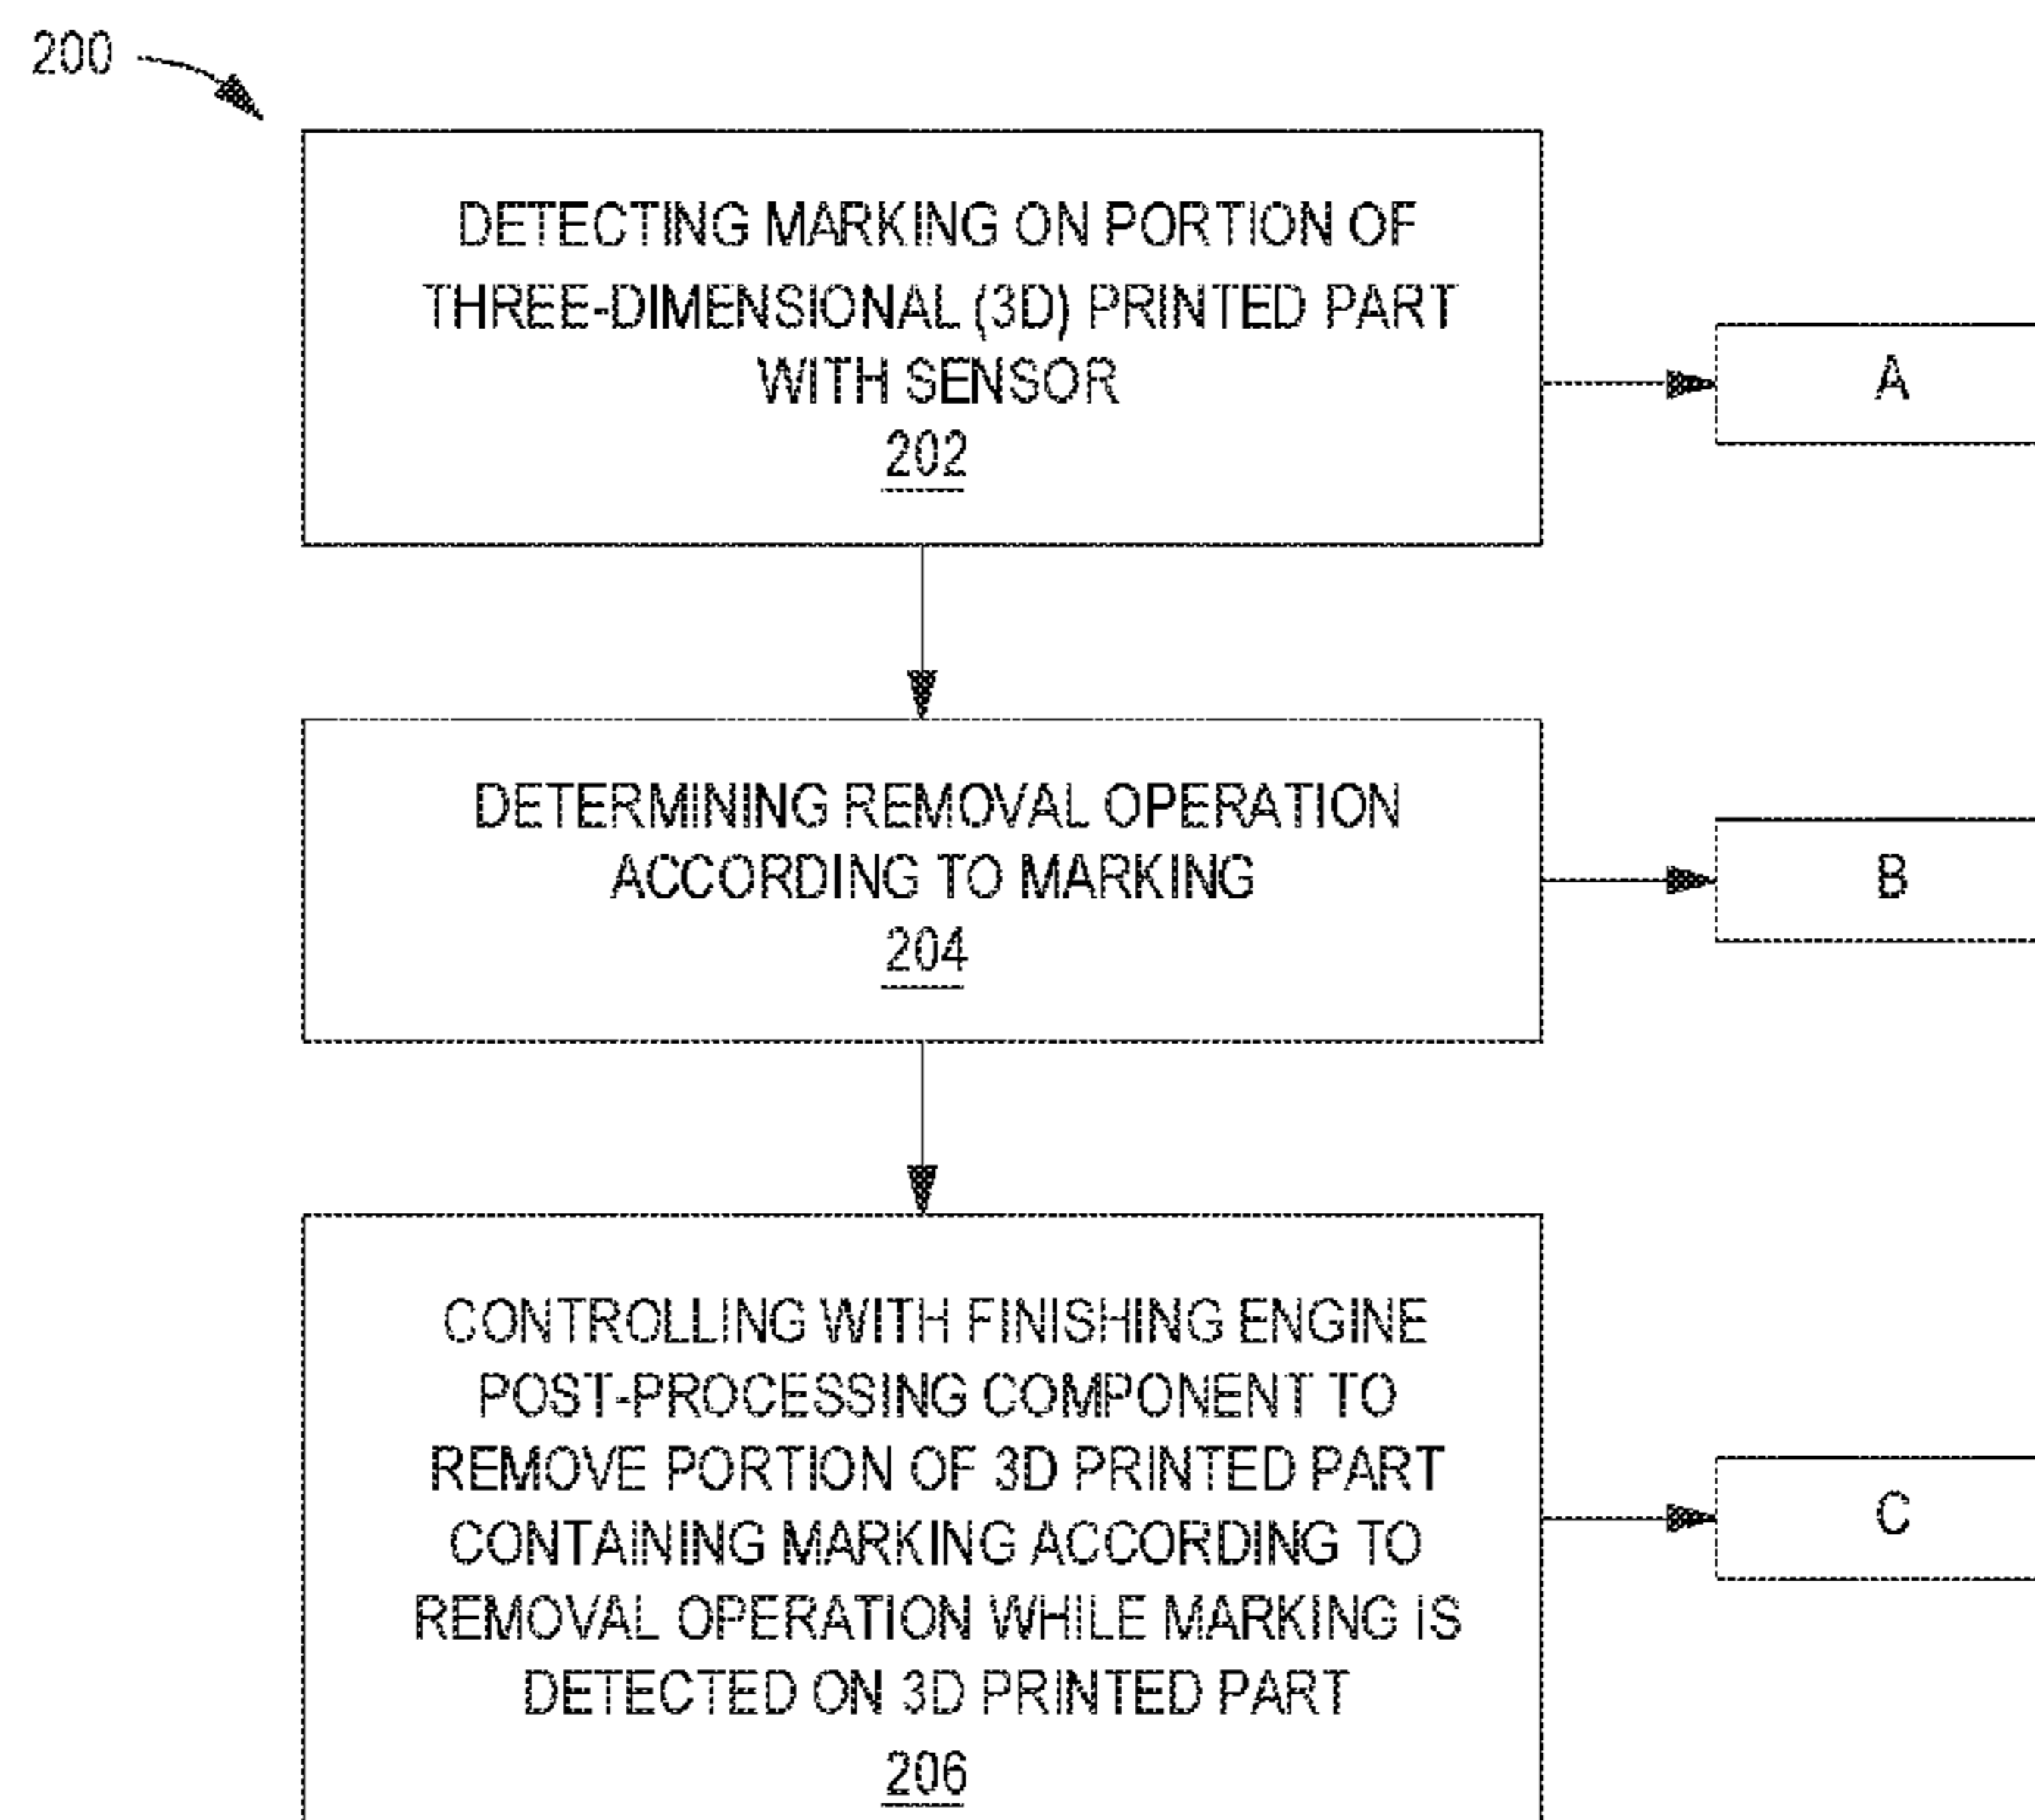 200
DETECTING MARKING ON PORTION OF
THREE-DIMENSIONAL (3D) PRINTED PART
WITH SENSOR
202
A
DETERMINING REMOVAL OPERATION
ACCORDING TO MARKING
204
B
CONTROLLING WITH FINISHING ENGINE
POST-PROCESSING COMPONENT TO
REMOVE PORTION OF 3D PRINTED PART
CONTAINING MARKING ACCORDING TO
REMOVAL OPERATION WHILE MARKING IS
DETECTED ON 3D PRINTED PART
206
C